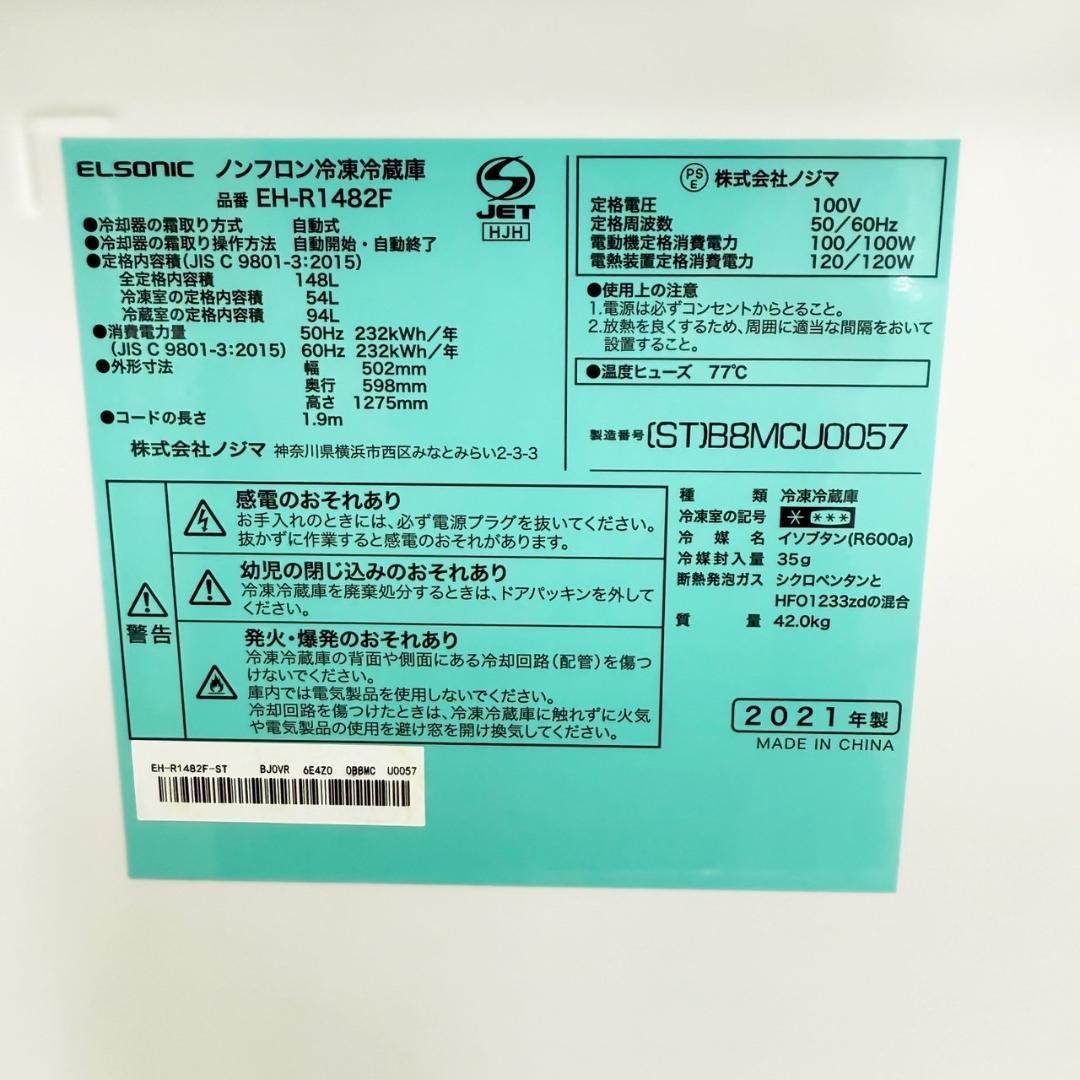 ELSONIC ノンフロン冷凍冷蔵庫
品番 EH-R1482F
●冷却器の霜取り方式 自動式
●冷却器の霜取り操作方法 自動開始・自動終了
●定格内容積(JIS C 9801-3:2015)
全定格内容積 148L
冷凍室の定格内容積 54L
冷蔵室の定格内容積 94L
●消費電力量 50Hz 232kWh/年
(JIS C 9801-3:2015) 60Hz 232kWh/年
●外形寸法 幅 502mm
奥行 598mm
高さ 1275mm
●コードの長さ 1.9m
株式会社ノジマ 神奈川県横浜市西区みなとみらい2-3-3
S
JET
HJH
PSE 株式会社ノジマ
定格電圧 100V
定格周波数 50/60Hz
電動機定格消費電力 100/100W
電熱装置定格消費電力 120/120W
●使用上の注意
1.電源は必ずコンセントからとること。
2.放熱を良くするため、周囲に適当な間隔をおいて
設置すること。
●温度ヒューズ 77℃
製造番号 (ST)B8MCU0057
警告
感電のおそれあり
お手入れのときには、必ず電源プラグを抜いてください。
抜かずに作業すると感電のおそれがあります。
幼児の閉じ込みのおそれあり
冷凍冷蔵庫を廃棄処分するときは、ドアパッキンを外して
ください。
発火・爆発のおそれあり
冷凍冷蔵庫の背面や側面にある冷却回路(配管)を傷つ
けないでください。
庫内では電気製品を使用しないでください。
冷却回路を傷つけたときは、冷凍冷蔵庫に触れずに火気
や電気製品の使用を避け窓を開け換気してください。
種類 冷凍冷蔵庫
冷凍室の記号 * ***
冷媒名 イソブタン(R600a)
冷媒封入量 35g
断熱発泡ガス シクロペンタンと
HFO1233zdの混合
質量 42.0kg
2021年製
MADE IN CHINA
EH-R1482F-ST BJ0VR 6E4Z0 0B8MC U0057